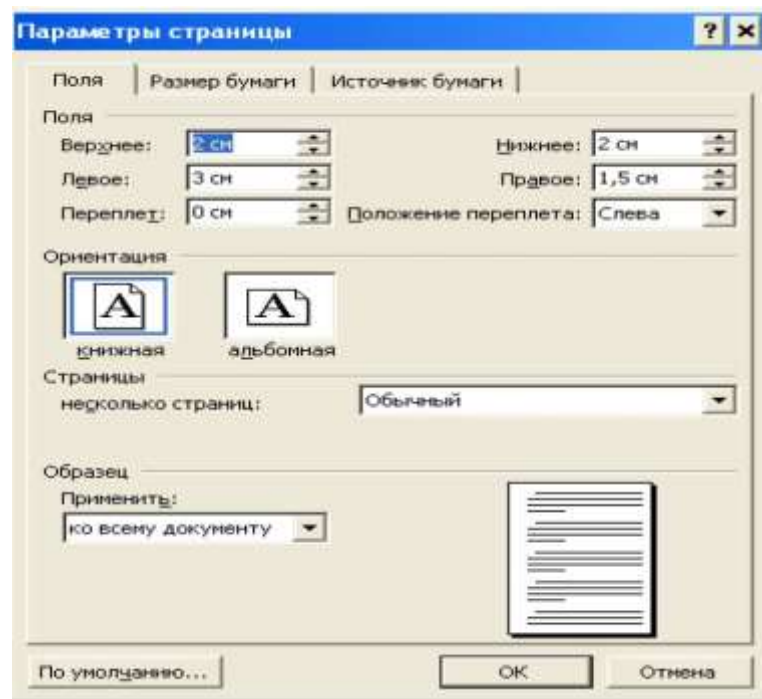 Параметры страницы ? ×
Поля Размер бумаги Источник бумаги
Поля
Верхнее: 2 см Нижнее: 2 см
Левое: 3 см Правое: 1,5 см
Переплет: 0 см Положение переплета: Слева
Ориентация
A A
книжная альбомная
Страницы
несколько страниц: Обычный
Образец
Применить:
ко всему документу
По умолчанию... ОК Отмена